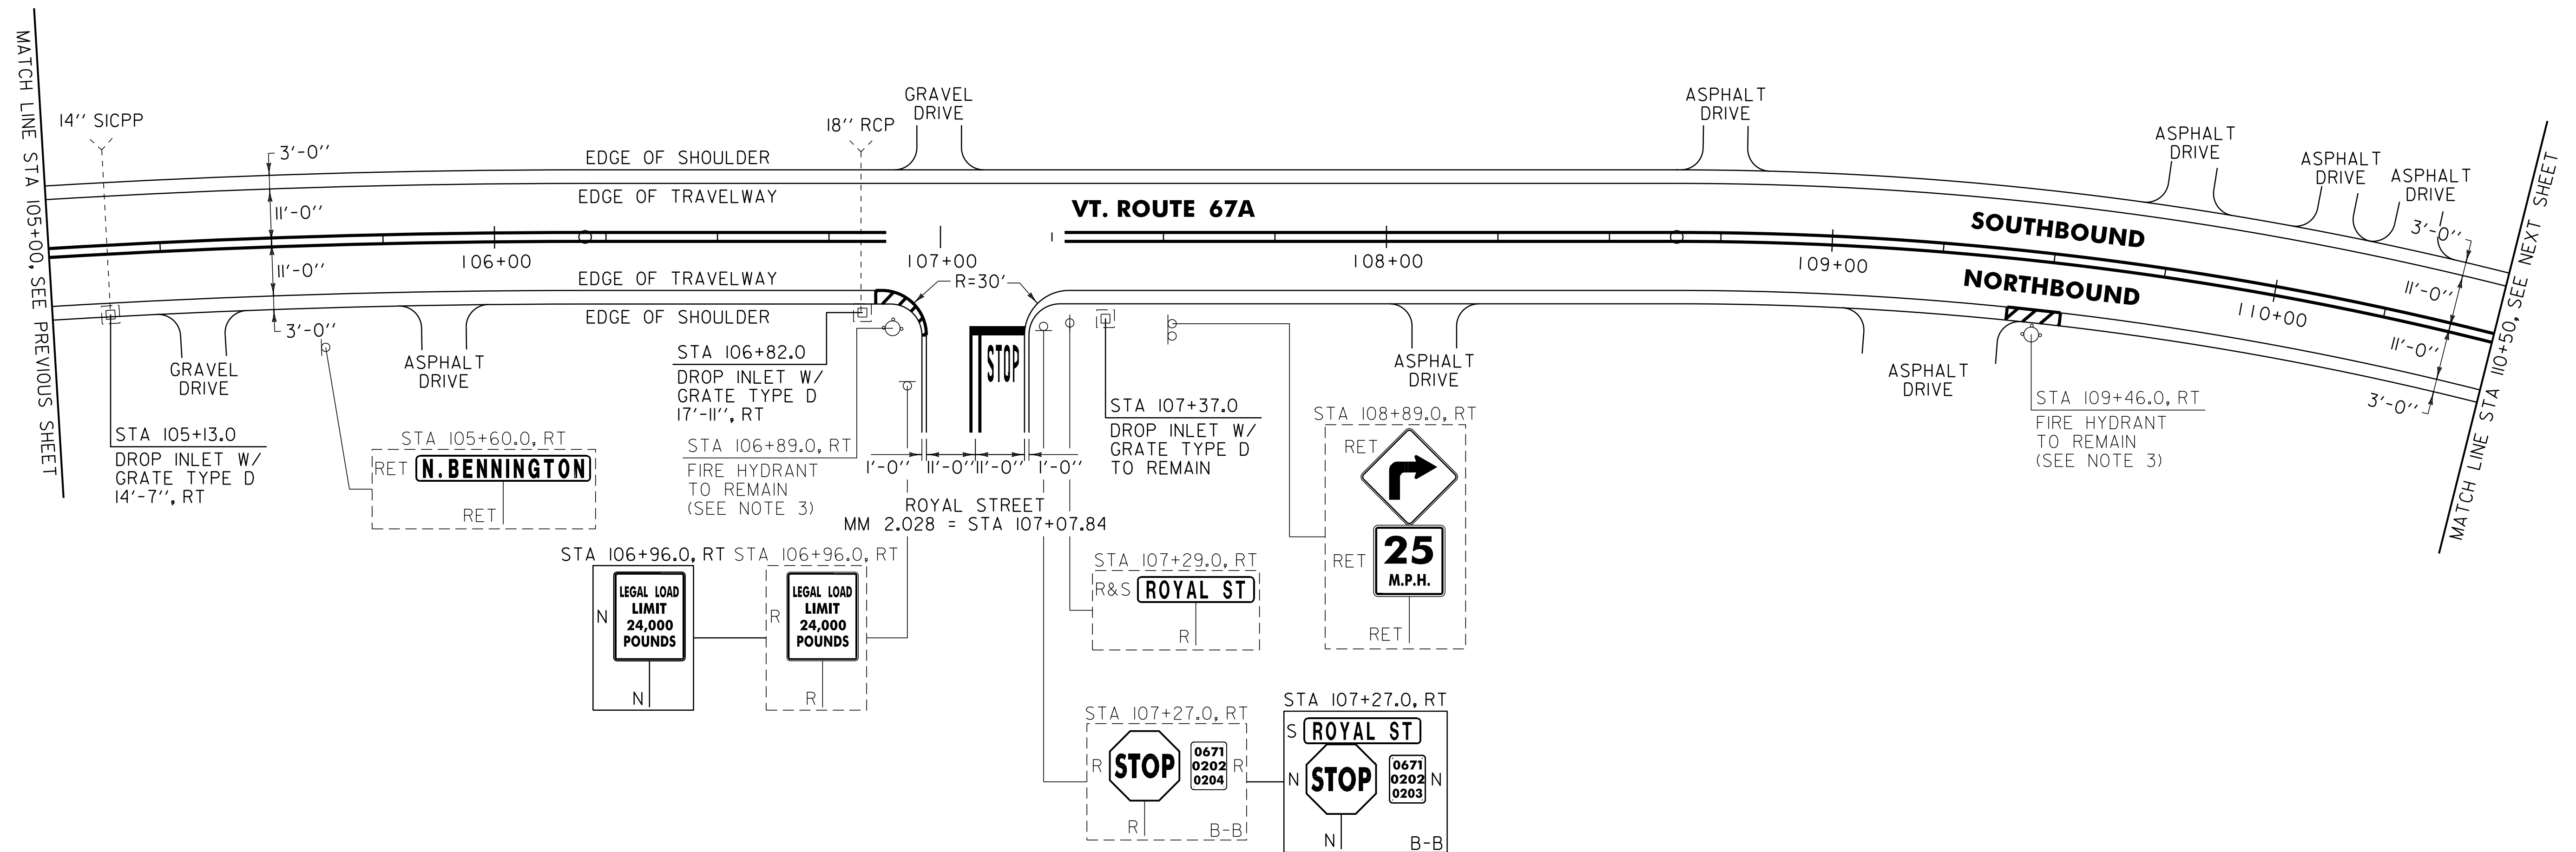 MATCH LINE STA 105+00, SEE PREVIOUS SHEET
14'' SICPP
3'-0''
11'-0''
11'-0''
3'-0''
EDGE OF SHOULDER
EDGE OF TRAVELWAY
18'' RCP
GRAVEL
DRIVE
VT. ROUTE 67A
ASPHALT
DRIVE
ASPHALT
DRIVE
ASPHALT
DRIVE
ASPHALT
DRIVE
SOUTHBOUND
NORTHBOUND
3'-0''
11'-0''
11'-0''
3'-0''
MATCH LINE STA 110+50, SEE NEXT SHEET
106+00
107+00
108+00
109+00
110+00
EDGE OF TRAVELWAY
EDGE OF SHOULDER
R=30'
GRAVEL
DRIVE
ASPHALT
DRIVE
ASPHALT
DRIVE
ASPHALT
DRIVE
STA 105+13.0
DROP INLET W/
GRATE TYPE D
14'-7'', RT
STA 105+60.0, RT
RET
N. BENNINGTON
RET
STA 106+82.0
DROP INLET W/
GRATE TYPE D
17'-11'', RT
STA 106+89.0, RT
FIRE HYDRANT
TO REMAIN
(SEE NOTE 3)
STOP
1'-0''
11'-0''
11'-0''
1'-0''
ROYAL STREET
MM 2.028 = STA 107+07.84
STA 107+37.0
DROP INLET W/
GRATE TYPE D
TO REMAIN
STA 108+89.0, RT
RET
RET
25
M.P.H.
RET
STA 109+46.0, RT
FIRE HYDRANT
TO REMAIN
(SEE NOTE 3)
STA 106+96.0, RT
N
LEGAL LOAD
LIMIT
24,000
POUNDS
N
STA 106+96.0, RT
R
LEGAL LOAD
LIMIT
24,000
POUNDS
R
STA 107+29.0, RT
R&S
ROYAL ST
R
STA 107+27.0, RT
R
STOP
0671
0202
0204
R
R
B-B
STA 107+27.0, RT
S
ROYAL ST
N
STOP
0671
0202
0203
N
N
B-B